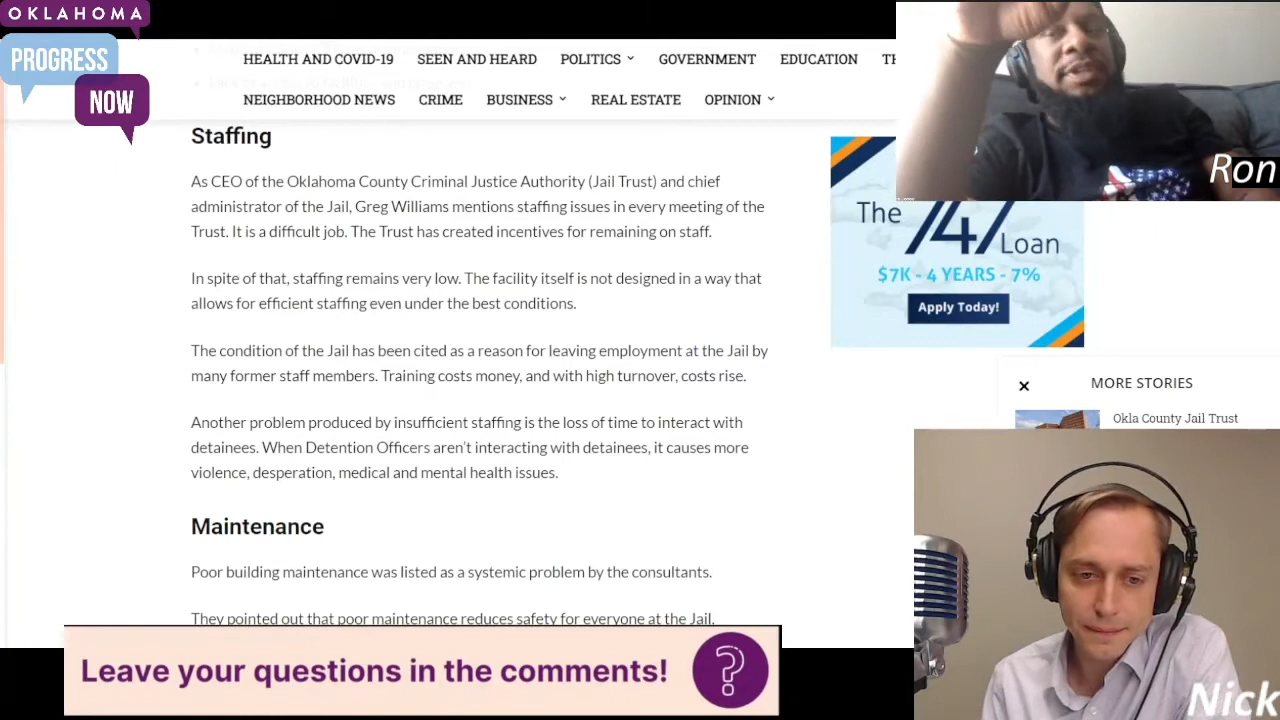 OKLAHOMA
PROGRESS
NOW
HEALTH AND COVID-19 SEEN AND HEARD POLITICS GOVERNMENT EDUCATION
NEIGHBORHOOD NEWS CRIME BUSINESS REAL ESTATE OPINION
Staffing
As CEO of the Oklahoma County Criminal Justice Authority (Jail Trust) and chief
administrator of the Jail, Greg Williams mentions staffing issues in every meeting of the
Trust. It is a difficult job. The Trust has created incentives for remaining on staff.
In spite of that, staffing remains very low. The facility itself is not designed in a way that
allows for efficient staffing even under the best conditions.
The condition of the Jail has been cited as a reason for leaving employment at the Jail by
many former staff members. Training costs money, and with high turnover, costs rise.
Another problem produced by insufficient staffing is the loss of time to interact with
detainees. When Detention Officers aren't interacting with detainees, it causes more
violence, desperation, medical and mental health issues.
Maintenance
Poor building maintenance was listed as a systemic problem by the consultants.
They pointed out that poor maintenance reduces safety for everyone at the Jail.
Leave your questions in the comments!
Ron
The 747 Loan
$7K - 4 YEARS - 7%
Apply Today!
MORE STORIES
Okla County Jail Trust
Nick